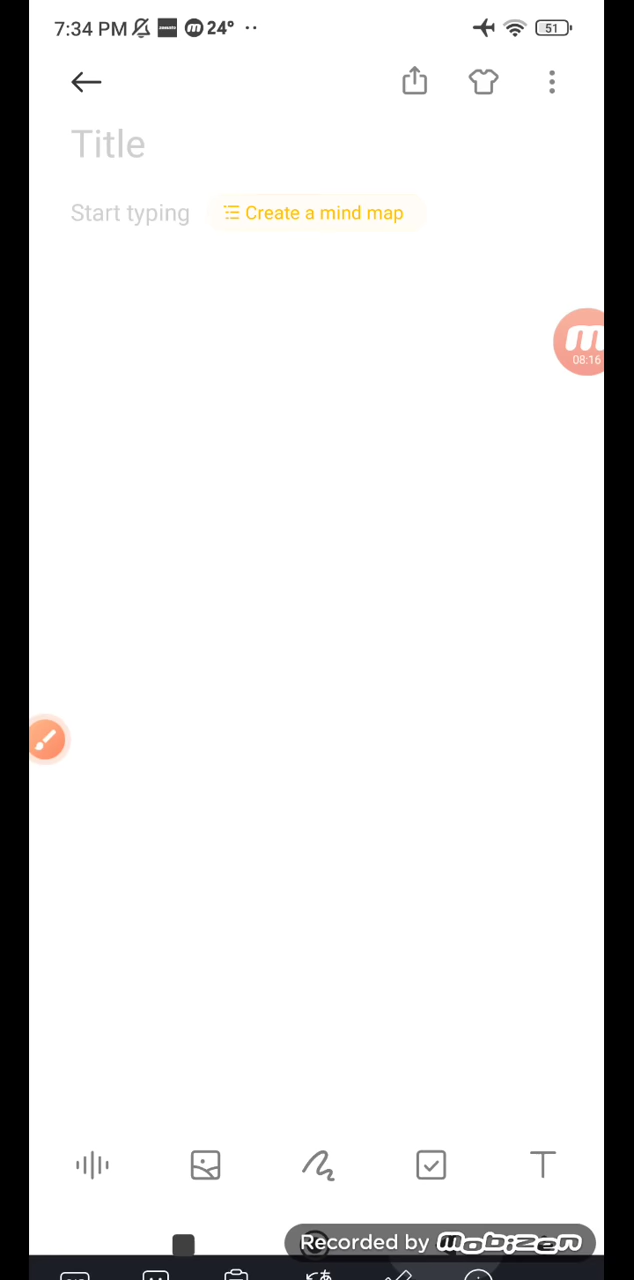 7:34 PM 24° 51
Title
Start typing Create a mind map
08:16
Recorded by mobizen